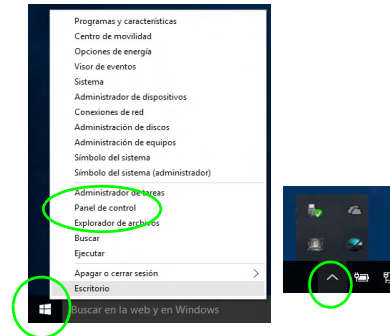 Programas y características
Centro de movilidad
Opciones de energía
Visor de eventos
Sistema
Administrador de dispositivos
Conexiones de red
Administración de discos
Administración de equipos
Símbolo del sistema
Símbolo del sistema (administrador)
Administrador de tareas
Panel de control
Explorador de archivos
Buscar
Ejecutar
Apagar o cerrar sesión
Escritorio
Buscar en la web y en Windows